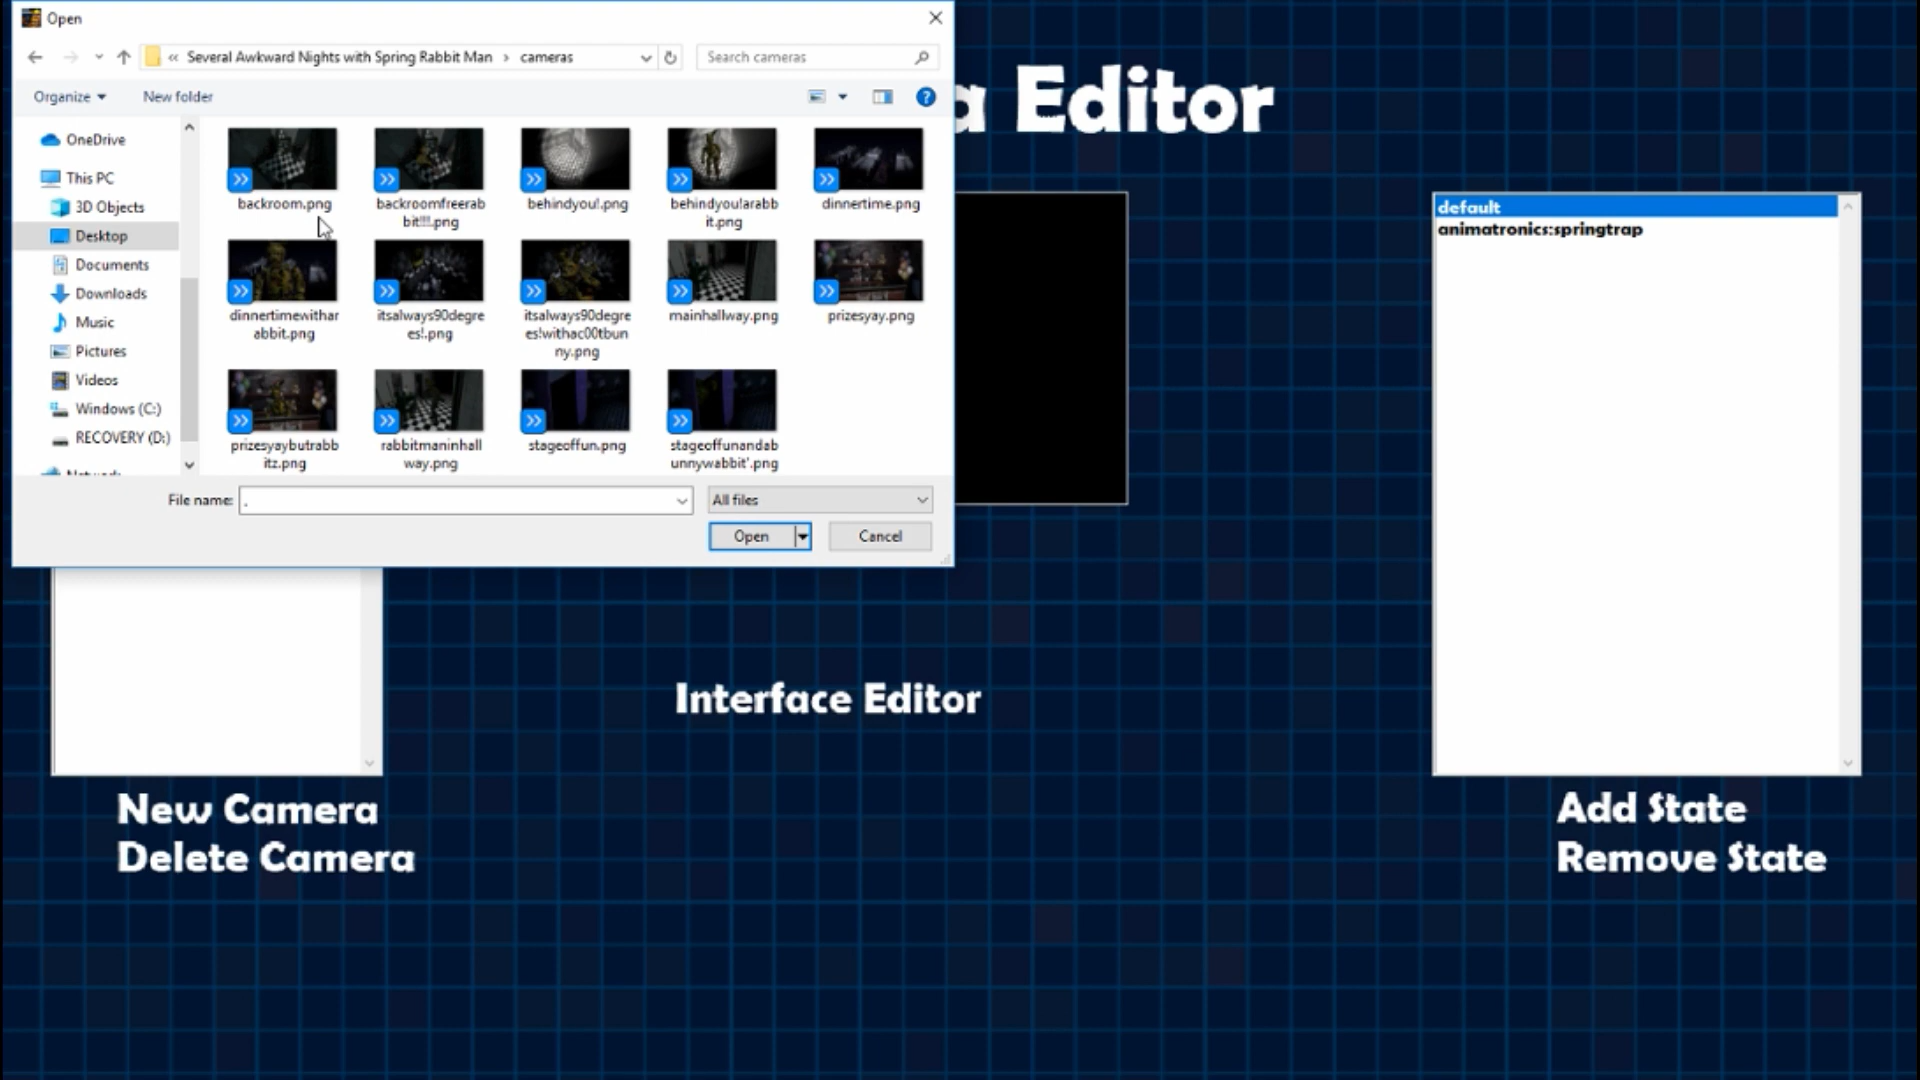 Open
« Several Awkward Nights with Spring Rabbit Man › cameras
Search cameras
Organize
New folder
a Editor
OneDrive
This PC
3D Objects
Desktop
Documents
Downloads
Music
Pictures
Videos
Windows (C:)
RECOVERY (D:)
Network
backroom.png
backroomfreerab
bit!!!.png
behindyou!.png
behindyou!arabb
it.png
dinnertime.png
dinnertimewithar
abbit.png
itsalways90degre
es!.png
itsalways90degre
es!withac00tbun
ny.png
mainhallway.png
prizesyay.png
prizesyaybutrabb
itz.png
rabbitmaninhall
way.png
stageoffun.png
stageoffunandab
unnywabbit'.png
File name: .
All files
Open
Cancel
default
animatronics:springtrap
Interface Editor
New Camera
Delete Camera
Add State
Remove State